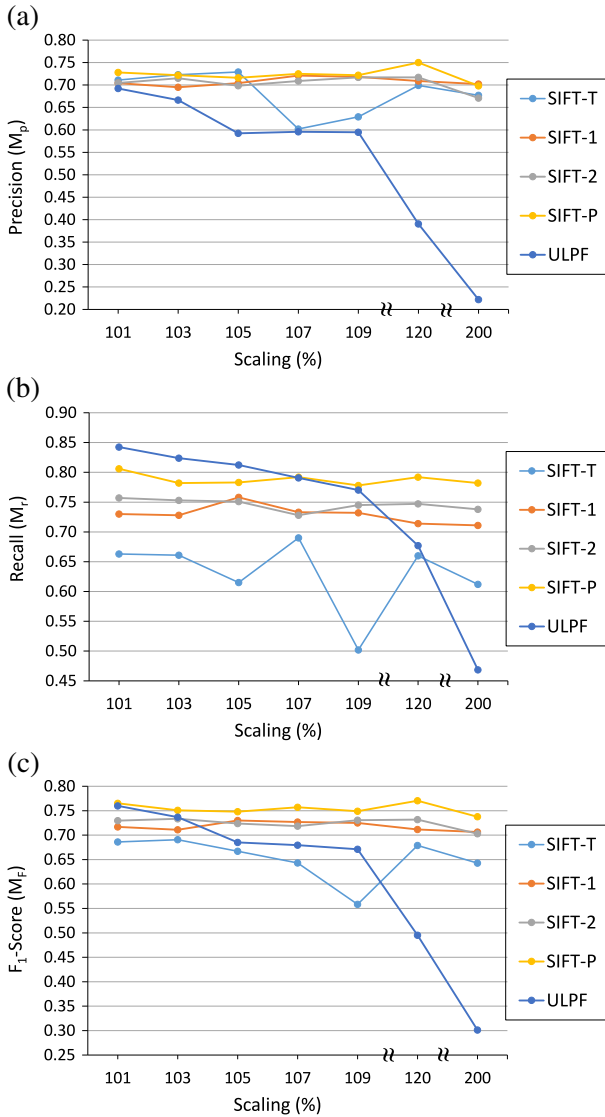 (a)
Precision (Mp)
0.80
0.75
0.70
0.65
0.60
0.55
0.50
0.45
0.40
0.35
0.30
0.25
0.20
101 103 105 107 109 120 200
Scaling (%)
SIFT-T
SIFT-1
SIFT-2
SIFT-P
ULPF
(b)
Recall (Mr)
0.90
0.85
0.80
0.75
0.70
0.65
0.60
0.55
0.50
0.45
101 103 105 107 109 120 200
Scaling (%)
SIFT-T
SIFT-1
SIFT-2
SIFT-P
ULPF
(c)
F1-Score (MF)
0.80
0.75
0.70
0.65
0.60
0.55
0.50
0.45
0.40
0.35
0.30
0.25
101 103 105 107 109 120 200
Scaling (%)
SIFT-T
SIFT-1
SIFT-2
SIFT-P
ULPF